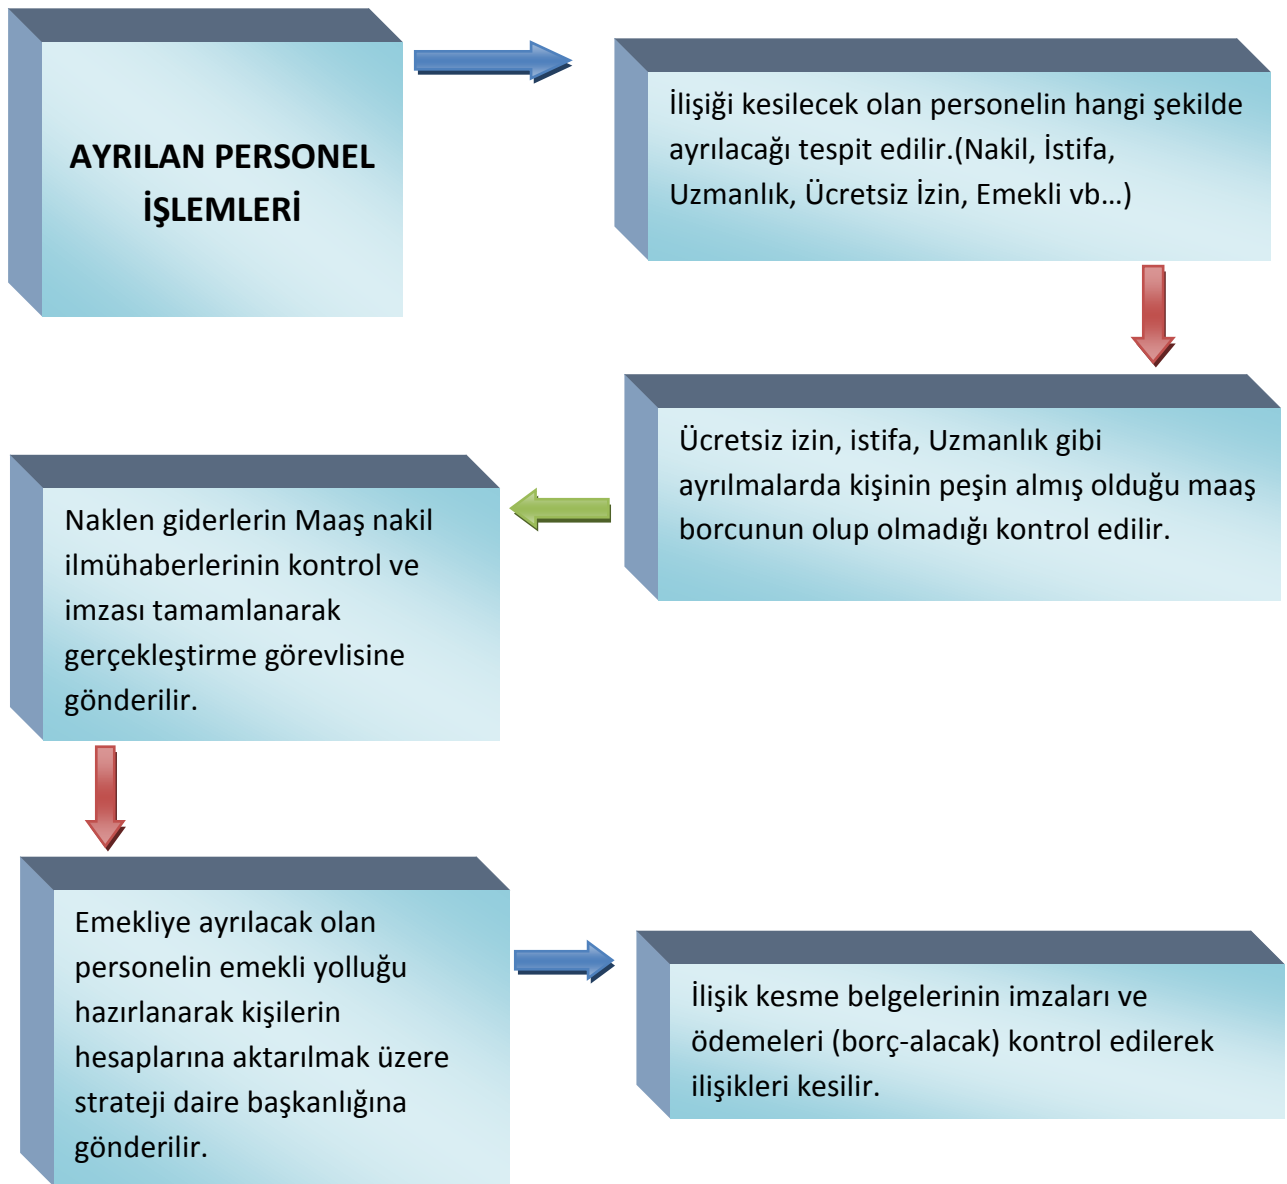 AYRILAN PERSONEL
İŞLEMLERİ
İlişiği kesilecek olan personelin hangi şekilde
ayrılacağı tespit edilir.(Nakil, İstifa,
Uzmanlık, Ücretsiz İzin, Emekli vb…)
Ücretsiz izin, istifa, Uzmanlık gibi
ayrılmalarda kişinin peşin almış olduğu maaş
borcunun olup olmadığı kontrol edilir.
Naklen giderlerin Maaş nakil
ilmühaberlerinin kontrol ve
imzası tamamlanarak
gerçekleştirme görevlisine
gönderilir.
Emekliye ayrılacak olan
personelin emekli yolluğu
hazırlanarak kişilerin
hesaplarına aktarılmak üzere
strateji daire başkanlığına
gönderilir.
İlişik kesme belgelerinin imzaları ve
ödemeleri (borç-alacak) kontrol edilerek
ilişikleri kesilir.